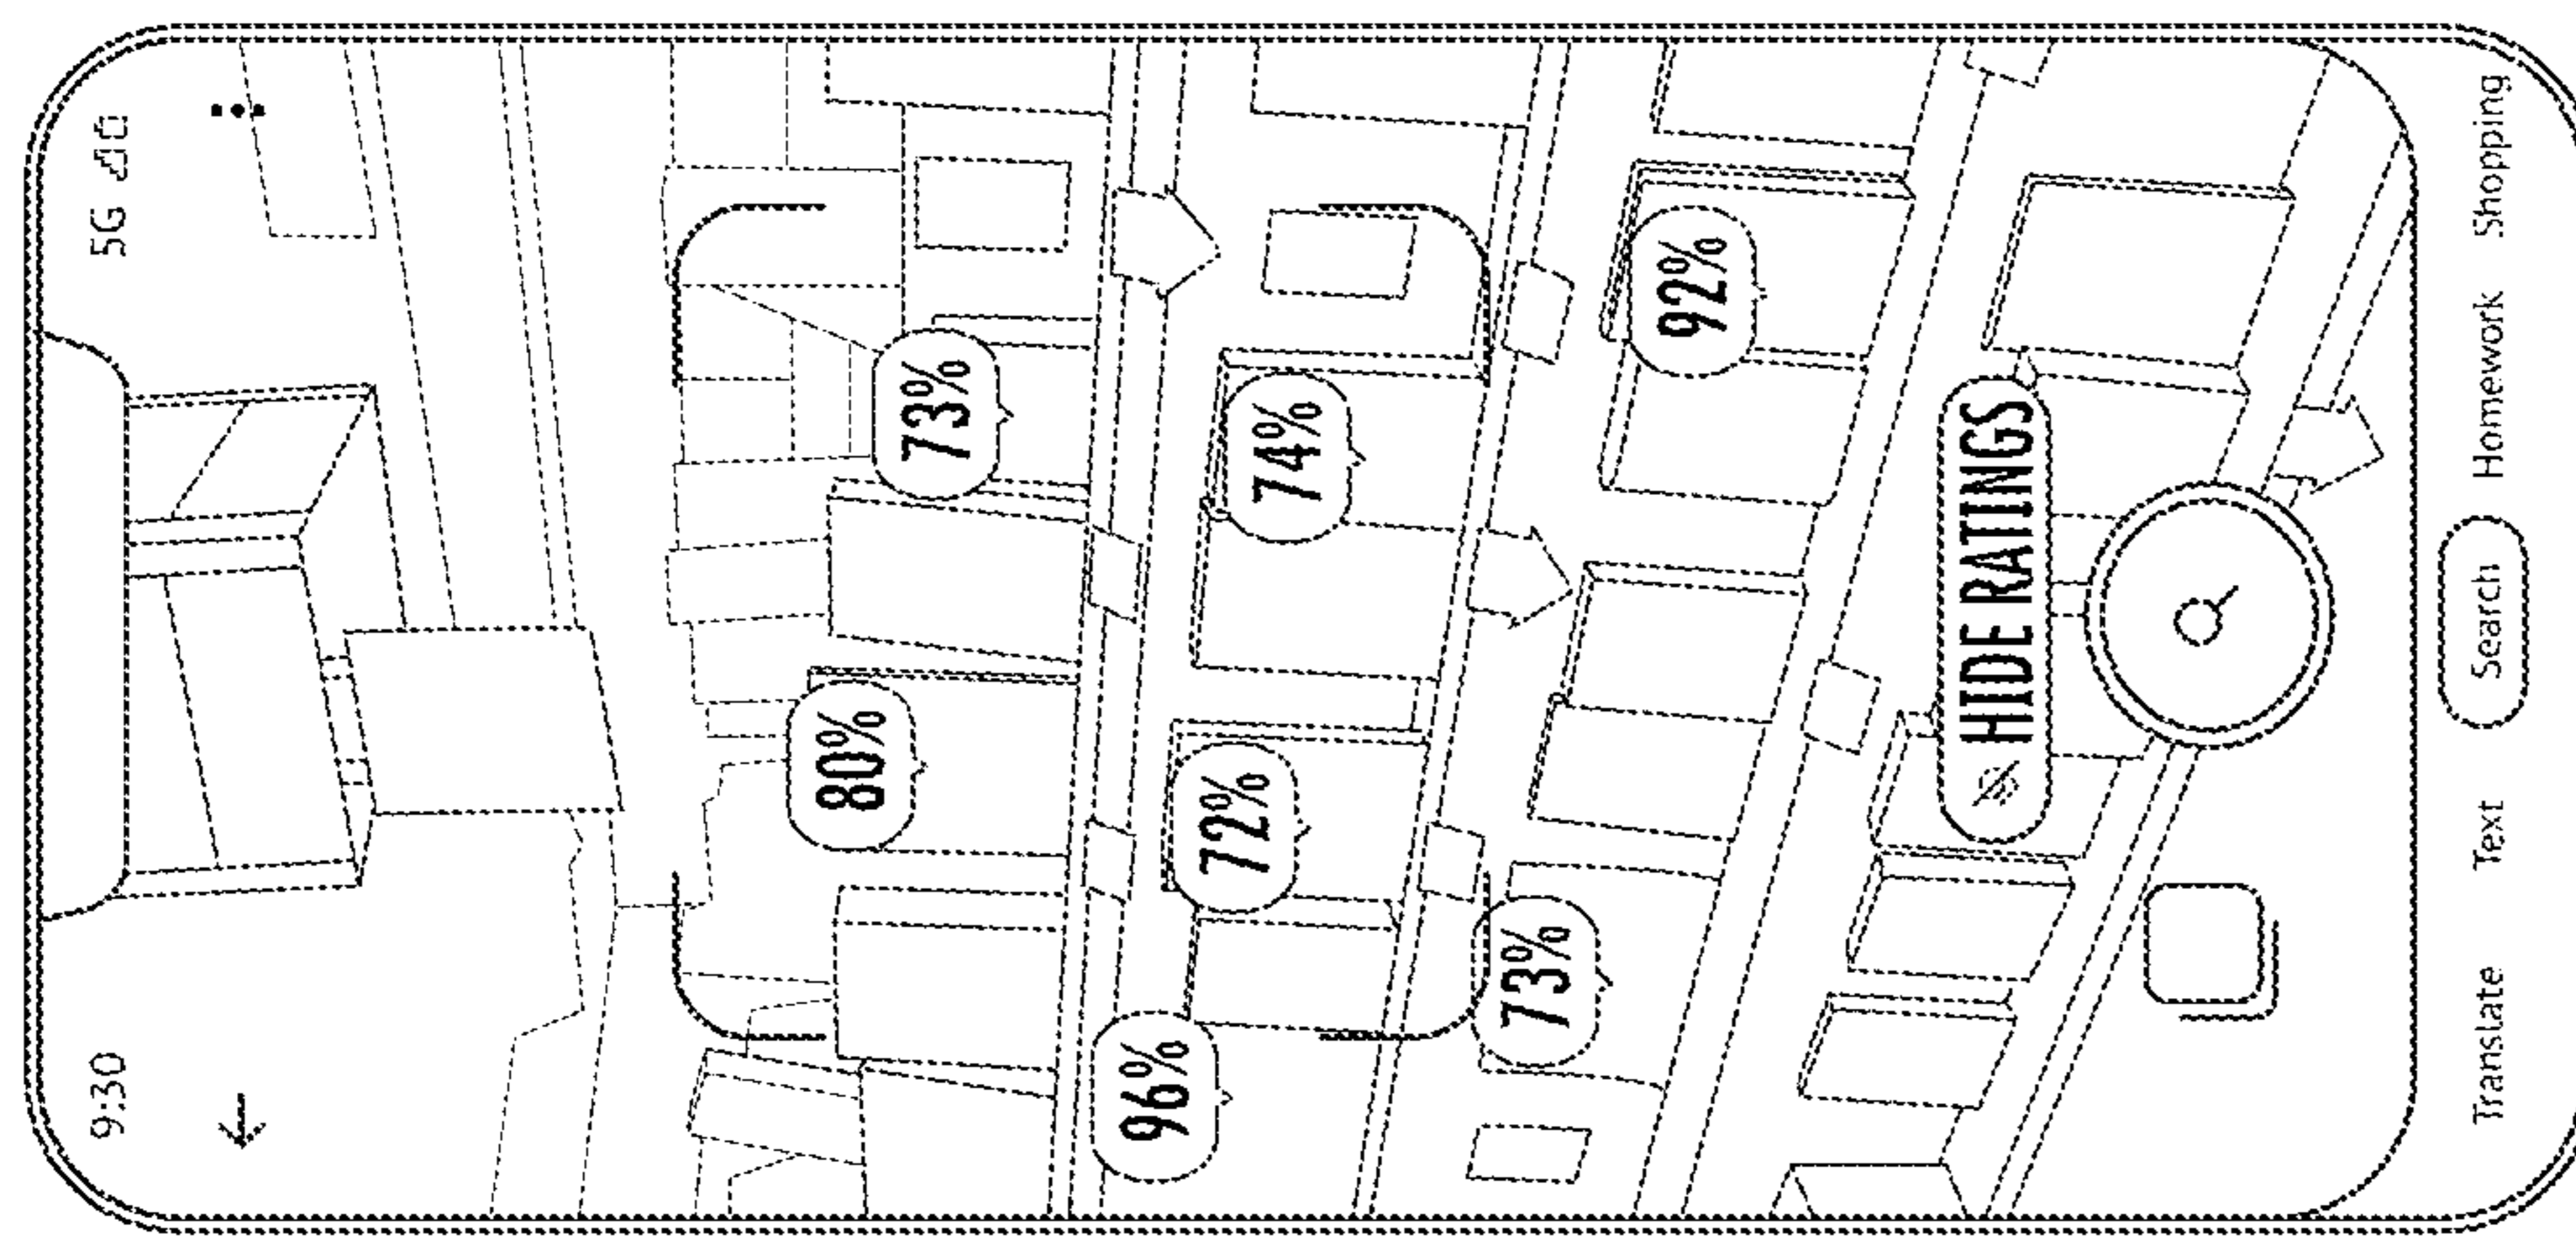 9:30 5G
73%
80%
74%
72%
96%
92%
73%
HIDE RATINGS
Translate Text Search Homework Shopping